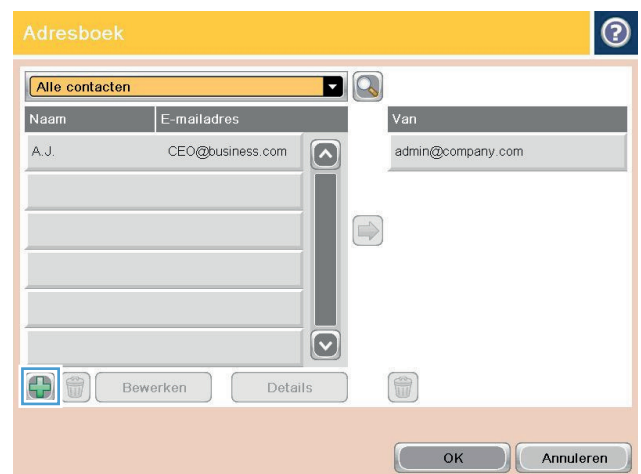 Adresboek
Alle contacten
Naam E-mailadres Van
A.J. CEO@business.com admin@company.com
Bewerken Details
OK Annuleren